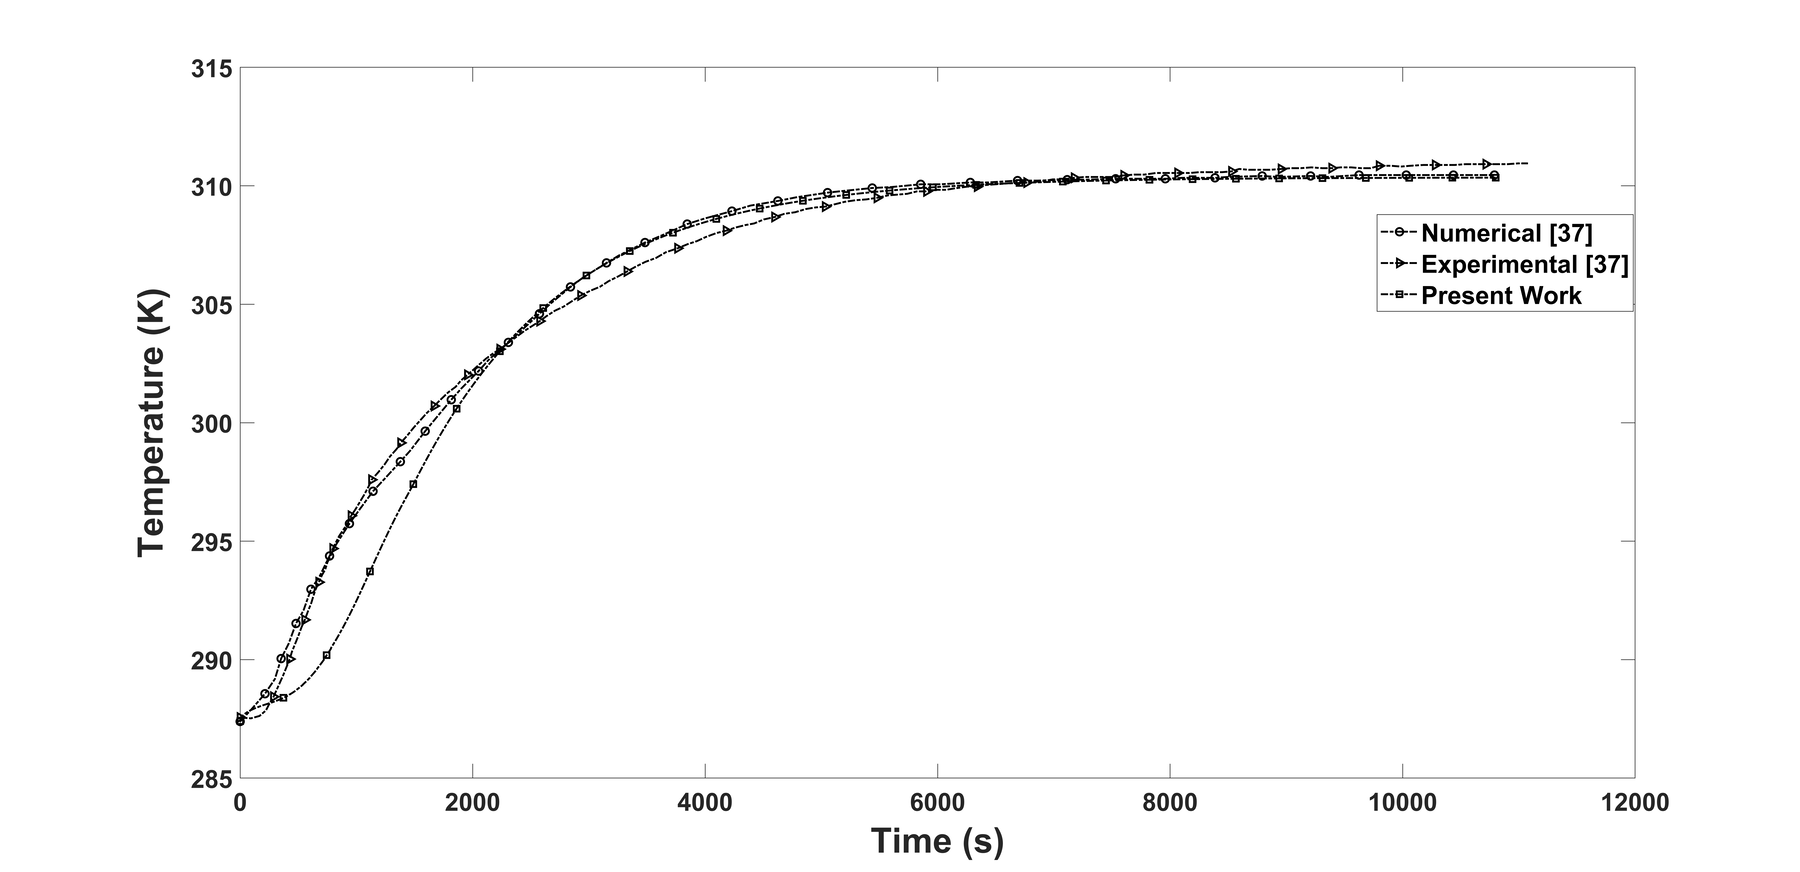 315
310
305
300
295
290
285
Temperature (K)
0 2000 4000 6000 8000 10000 12000
Time (s)
Numerical [37]
Experimental [37]
Present Work